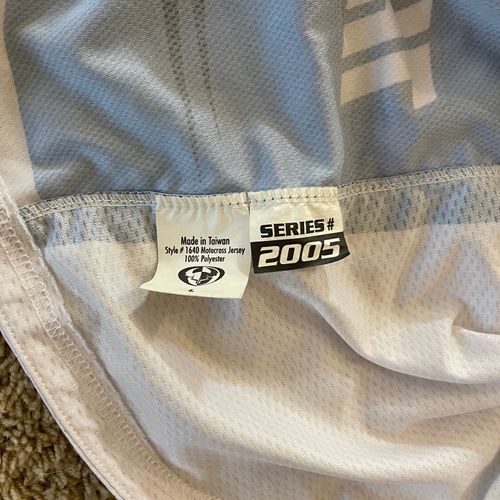 Made in Taiwan
Style # 1640 Motocross Jersey
100% Polyester
L
SERIES#
2005